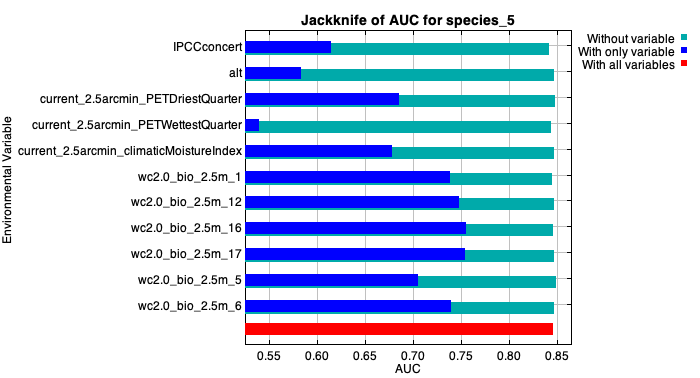 Jackknife of AUC for species_5
Without variable
With only variable
With all variables
Environmental Variable
IPCCconcert
alt
current_2.5arcmin_PETDriestQuarter
current_2.5arcmin_PETWettestQuarter
current_2.5arcmin_climaticMoistureIndex
wc2.0_bio_2.5m_1
wc2.0_bio_2.5m_12
wc2.0_bio_2.5m_16
wc2.0_bio_2.5m_17
wc2.0_bio_2.5m_5
wc2.0_bio_2.5m_6
0.55 0.60 0.65 0.70 0.75 0.80 0.85
AUC